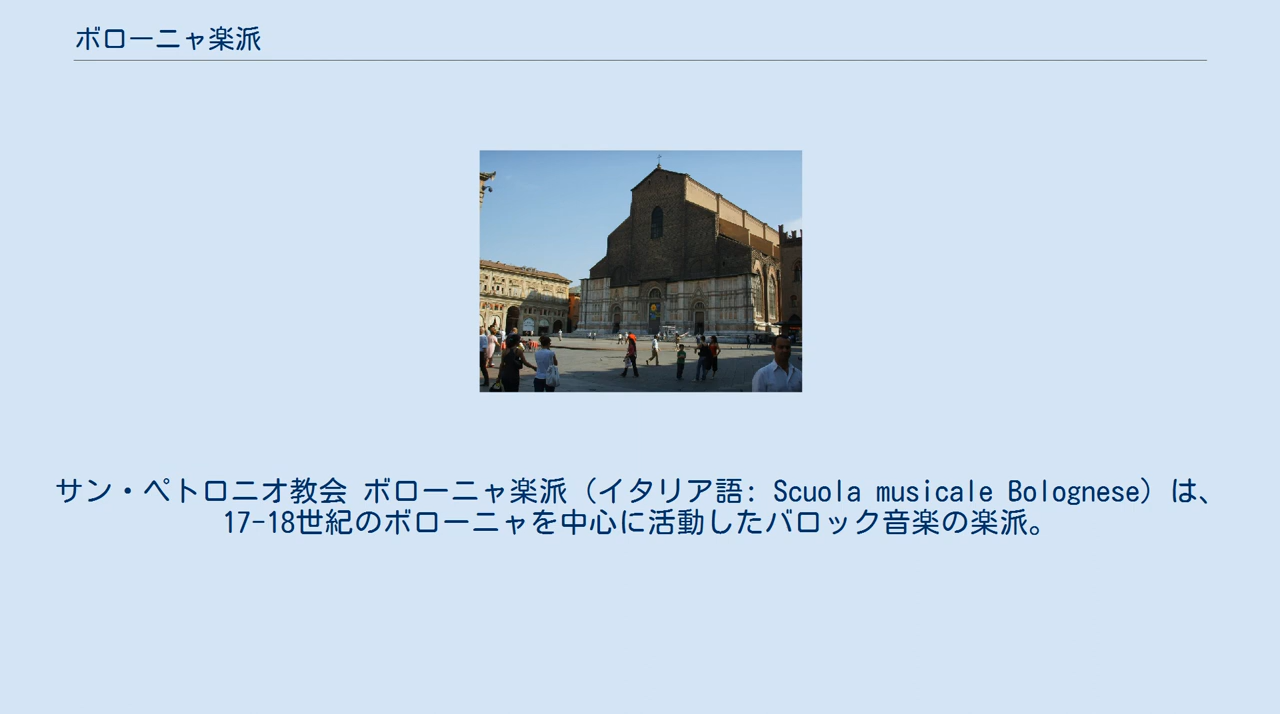 ボローニャ楽派
サン・ペトロニオ教会 ボローニャ楽派（イタリア語: Scuola musicale Bolognese）は、
17-18世紀のボローニャを中心に活動したバロック音楽の楽派。